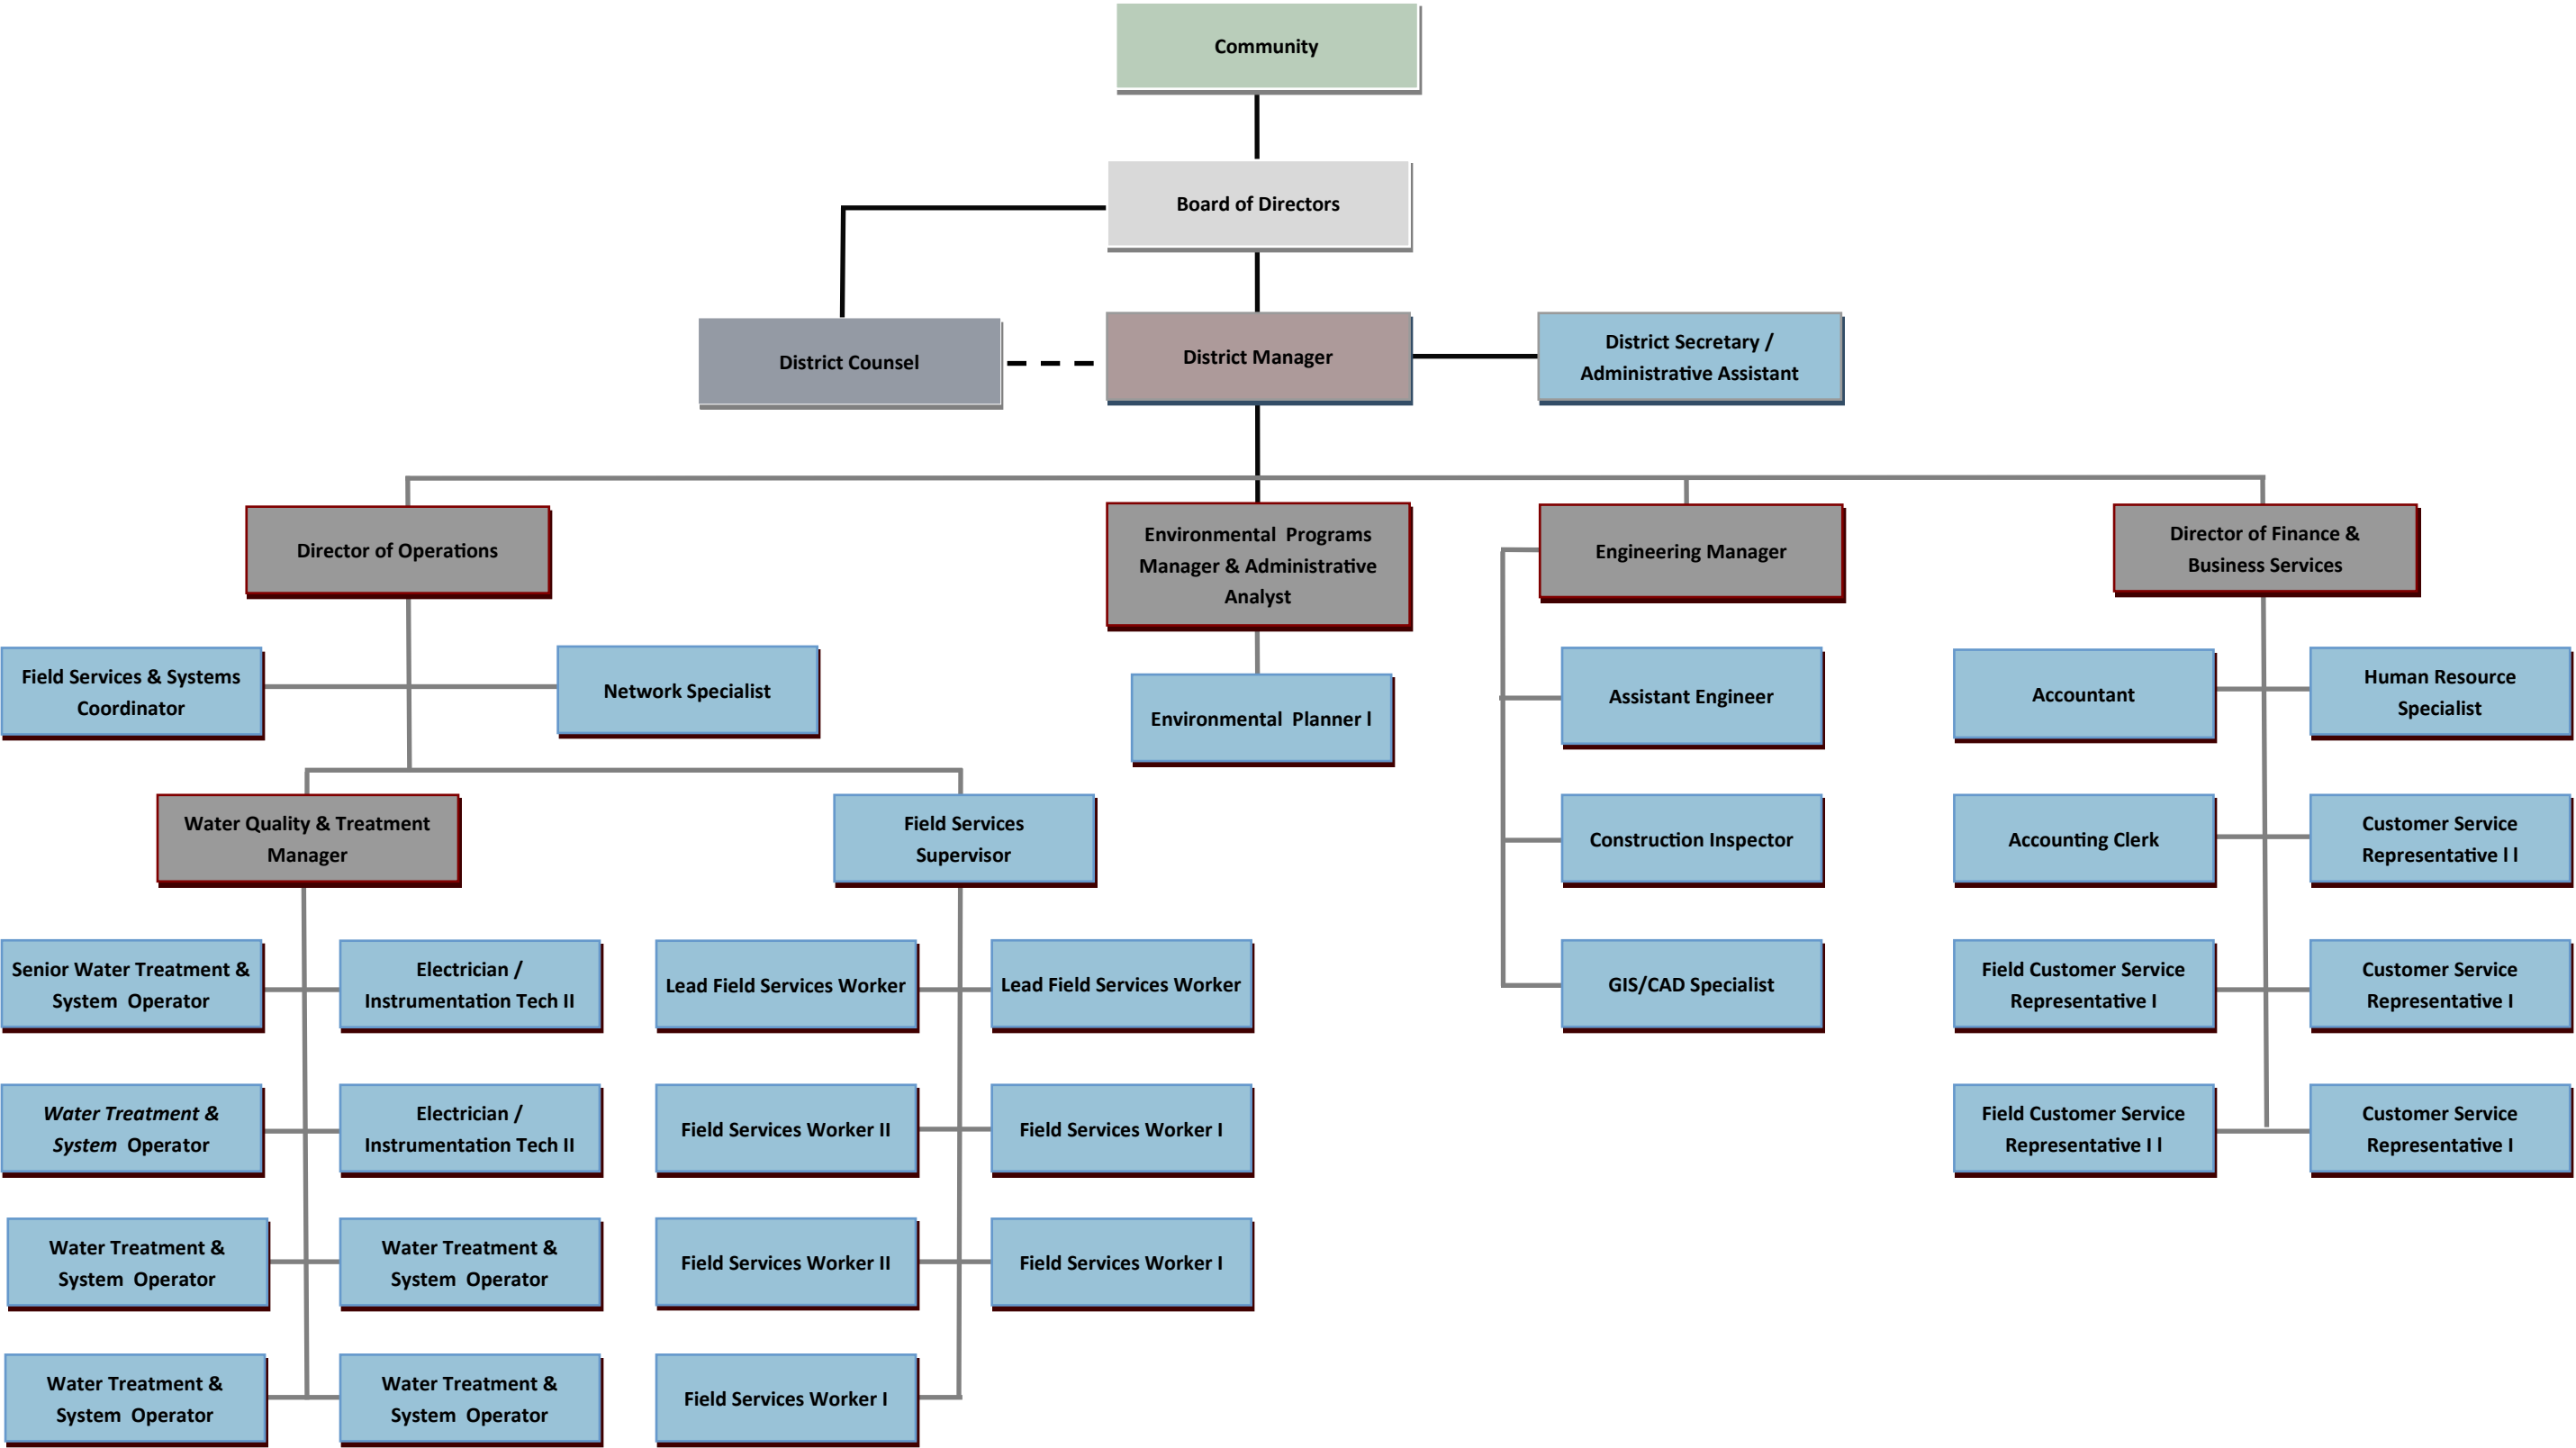 Community
Board of Directors
District Counsel
District Manager
District Secretary /
Administrative Assistant
Director of Operations
Environmental  Programs
Manager & Administrative
Analyst
Engineering Manager
Director of Finance &
Business Services
Field Services & Systems
Coordinator
Network Specialist
Environmental  Planner l
Assistant Engineer
Accountant
Human Resource
Specialist
Water Quality & Treatment
Manager
Field Services
Supervisor
Construction Inspector
Accounting Clerk
Customer Service
Representative l l
Senior Water Treatment &
System  Operator
Electrician /
Instrumentation Tech II
Lead Field Services Worker
Lead Field Services Worker
GIS/CAD Specialist
Field Customer Service
Representative I
Customer Service
Representative I
Water Treatment &
System  Operator
Electrician /
Instrumentation Tech II
Field Services Worker II
Field Services Worker I
Field Customer Service
Representative I l
Customer Service
Representative I
Water Treatment &
System  Operator
Water Treatment &
System  Operator
Field Services Worker II
Field Services Worker I
Water Treatment &
System  Operator
Water Treatment &
System  Operator
Field Services Worker I